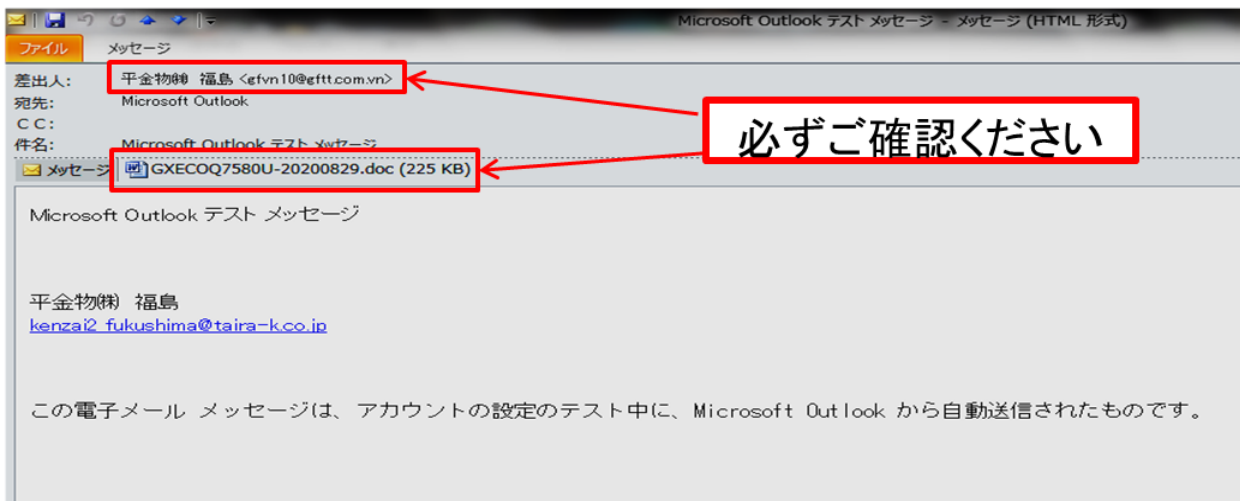 Microsoft Outlook テスト メッセージ - メッセージ (HTML 形式)
ファイル メッセージ
差出人: 平金物㈱ 福島 <gfvn10@gftt.com.vn>
宛先: Microsoft Outlook
CC:
件名: Microsoft Outlook テスト メッセージ
必ずご確認ください
メッセージ GXECOQ7580U-20200829.doc (225 KB)
Microsoft Outlook テスト メッセージ
平金物㈱ 福島
kenzai2_fukushima@taira-k.co.jp
この電子メール メッセージは、アカウントの設定のテスト中に、Microsoft Outlook から自動送信されたものです。